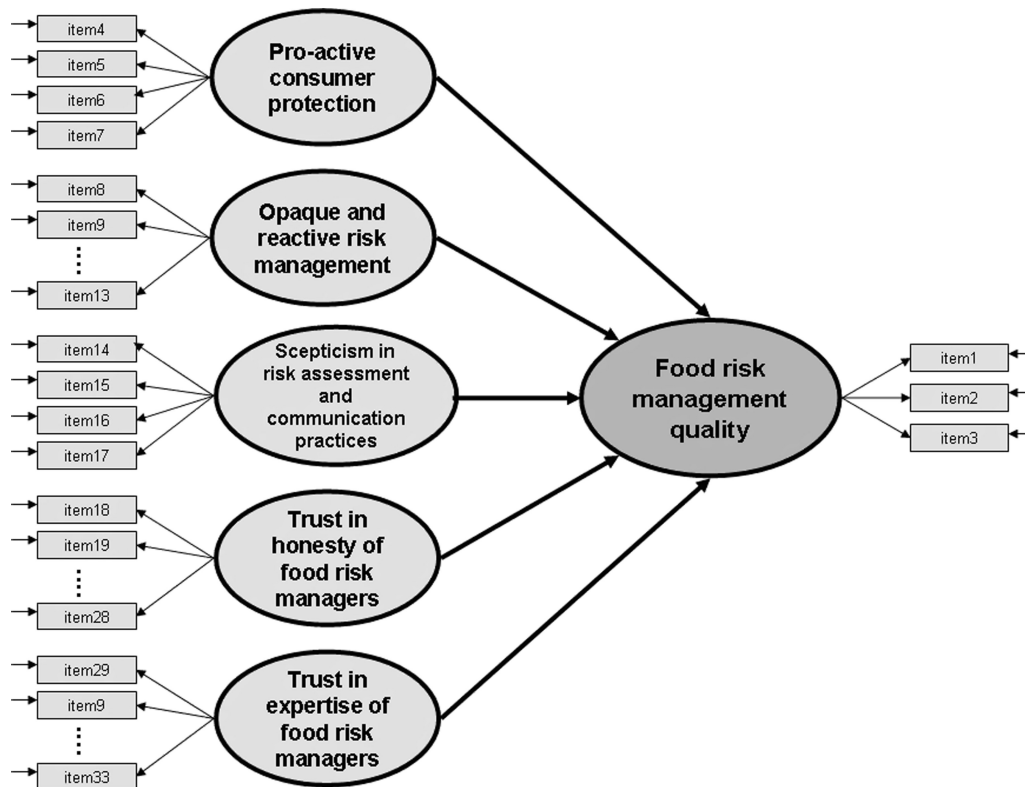 item4
item5
item6
item7
Pro-active
consumer
protection
item8
item9
item13
Opaque and
reactive risk
management
item14
item15
item16
item17
Scepticism in
risk assessment
and
communication
practices
Food risk
management
quality
item1
item2
item3
item18
item19
item28
Trust in
honesty of
food risk
managers
item29
item9
item33
Trust in
expertise of
food risk
managers